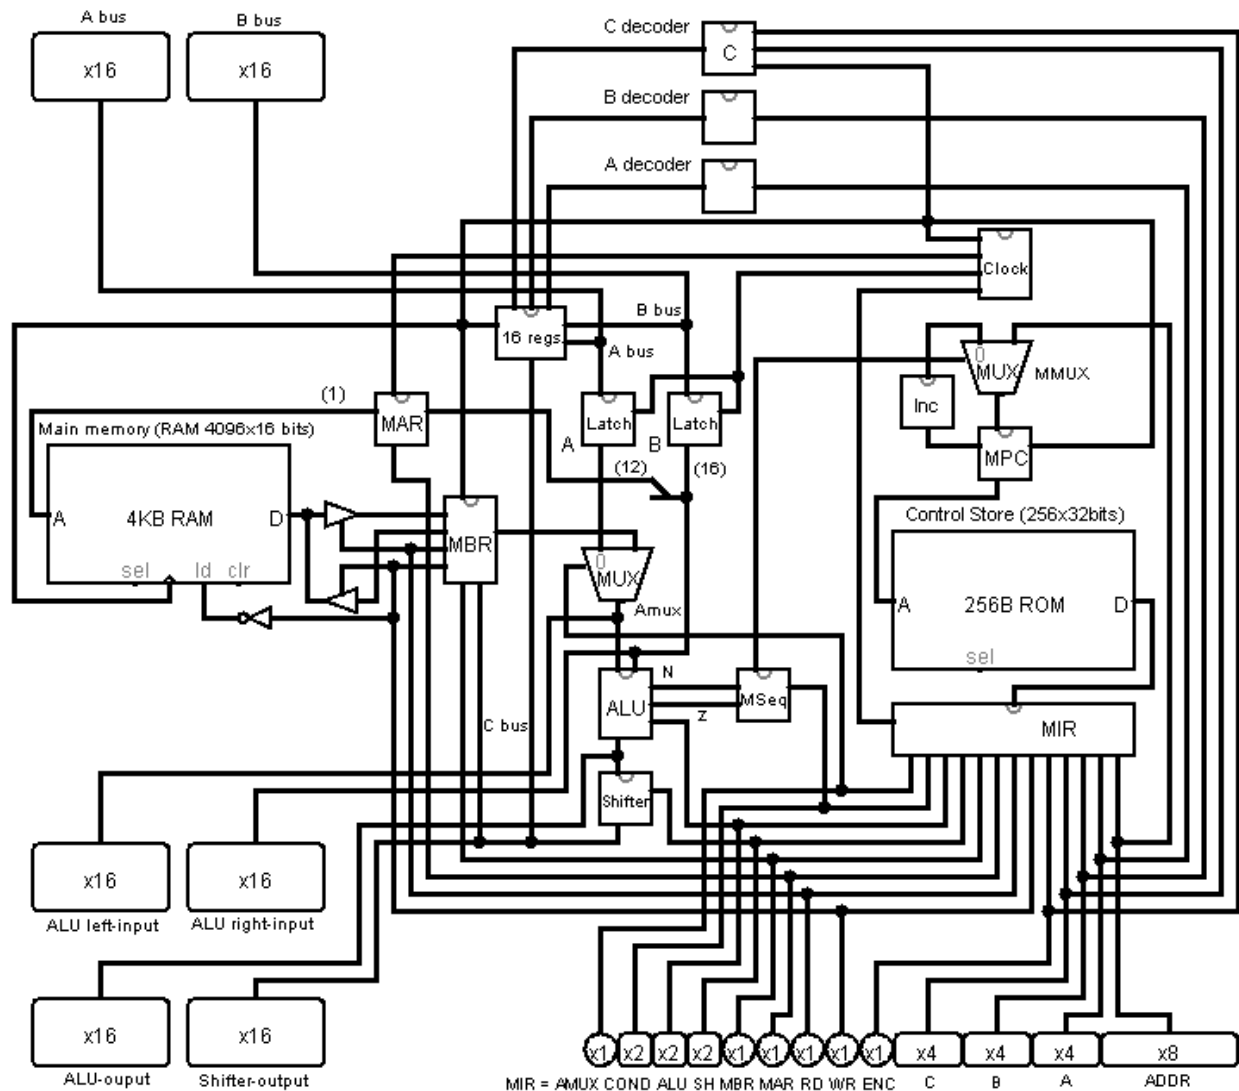 A bus
B bus
x16
x16
C decoder
C
B decoder
A decoder
Clock
B bus
16 regs.
A bus
0
MUX
MMUX
(1)
MAR
Latch
Latch
Inc
A
B
MPC
Main memory (RAM 4096x16 bits)
(12)
(16)
A
4KB RAM
D
sel
ld
clr
MBR
Control Store (256x32bits)
A
256B ROM
D
sel
0
MUX
Amux
N
ALU
Z
MSeq
MIR
C bus
Shifter
x16
x16
ALU left-input
ALU right-input
x16
x16
ALU-ouput
Shifter-output
x1 x2 x2 x2 x1 x1 x1 x1 x1 x4 x4 x4 x8
MIR = AMUX COND ALU SH MBR MAR RD WR ENC C B A ADDR